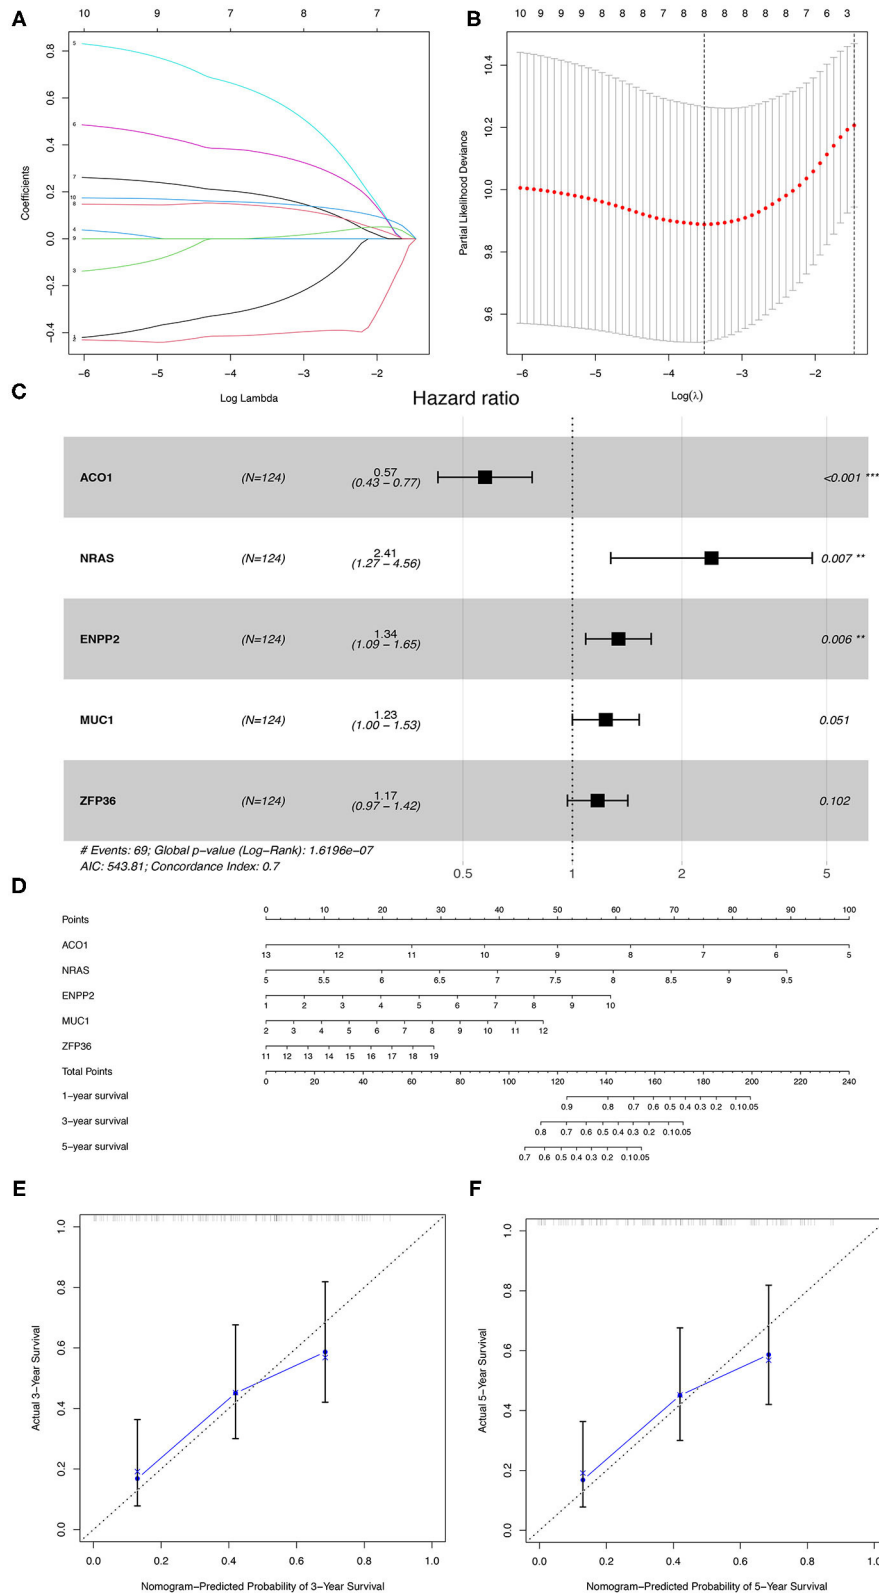 A
10 9 7 8 7
0.8
0.6
0.4
0.2
0.0
−0.2
−0.4
Coefficients
5
6
7
10
8
4
9
3
1
−6 −5 −4 −3 −2
Log Lambda
B
10 9 9 9 8 8 8 7 8 8 8 8 8 8 7 6 3
10.4
10.2
10.0
9.8
9.6
Partial Likelihood Deviance
−6 −5 −4 −3 −2
Log(λ)
C
Hazard ratio
ACO1 (N=124) 0.57 (0.43 − 0.77) <0.001 ***
NRAS (N=124) 2.41 (1.27 − 4.56) 0.007 **
ENPP2 (N=124) 1.34 (1.09 − 1.65) 0.006 **
MUC1 (N=124) 1.23 (1.00 − 1.53) 0.051
ZFP36 (N=124) 1.17 (0.97 − 1.42) 0.102
# Events: 69; Global p−value (Log−Rank): 1.6196e−07
AIC: 543.81; Concordance Index: 0.7
0.5 1 2 5
D
Points 0 10 20 30 40 50 60 70 80 90 100
ACO1 13 12 11 10 9 8 7 6 5
NRAS 5 5.5 6 6.5 7 7.5 8 8.5 9 9.5
ENPP2 1 2 3 4 5 6 7 8 9 10
MUC1 2 3 4 5 6 7 8 9 10 11 12
ZFP36 11 12 13 14 15 16 17 18 19
Total Points 0 20 40 60 80 100 120 140 160 180 200 220 240
1−year survival 0.9 0.8 0.7 0.6 0.5 0.4 0.3 0.2 0.1 0.05
3−year survival 0.8 0.7 0.6 0.5 0.4 0.3 0.2 0.1 0.05
5−year survival 0.7 0.6 0.5 0.4 0.3 0.2 0.1 0.05
E
1.0
0.8
0.6
0.4
0.2
0.0
Actual 3−Year Survival
0.0 0.2 0.4 0.6 0.8 1.0
Nomogram−Predicted Probability of 3−Year Survival
F
1.0
0.8
0.6
0.4
0.2
0.0
Actual 5−Year Survival
0.0 0.2 0.4 0.6 0.8 1.0
Nomogram−Predicted Probability of 5−Year Survival